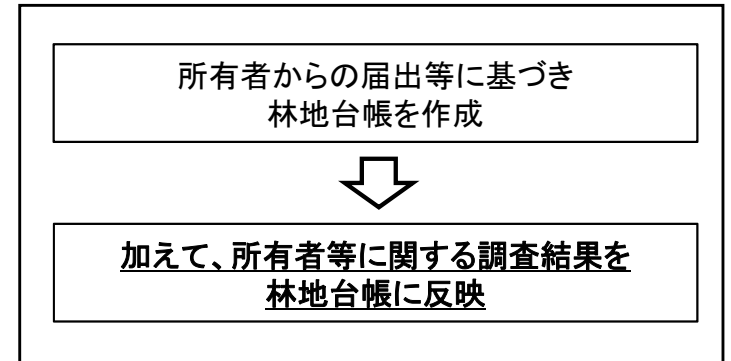 所有者からの届出等に基づき
林地台帳を作成
加えて、所有者等に関する調査結果を
林地台帳に反映